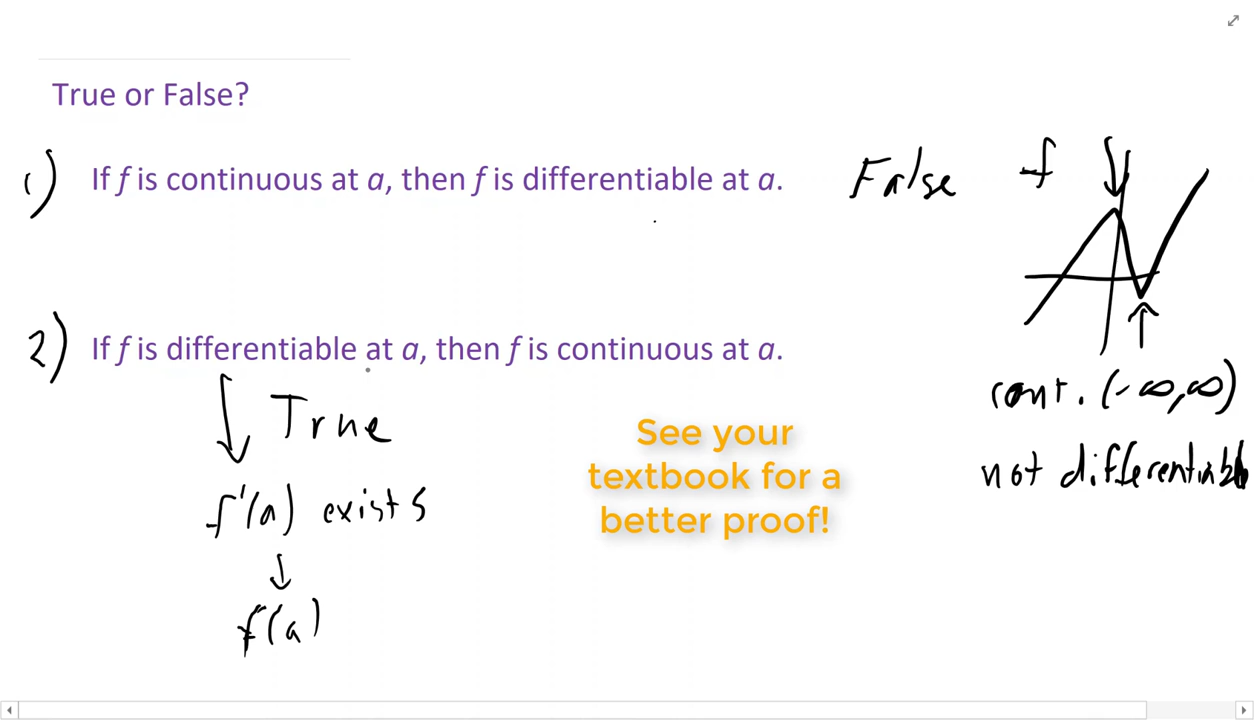 True or False?
1) If f is continuous at a, then f is differentiable at a. False f
2) If f is differentiable at a, then f is continuous at a.
cont. (-∞,∞)
True
not differentiable
See your
textbook for a
better proof!
f'(a) exists
f(a)